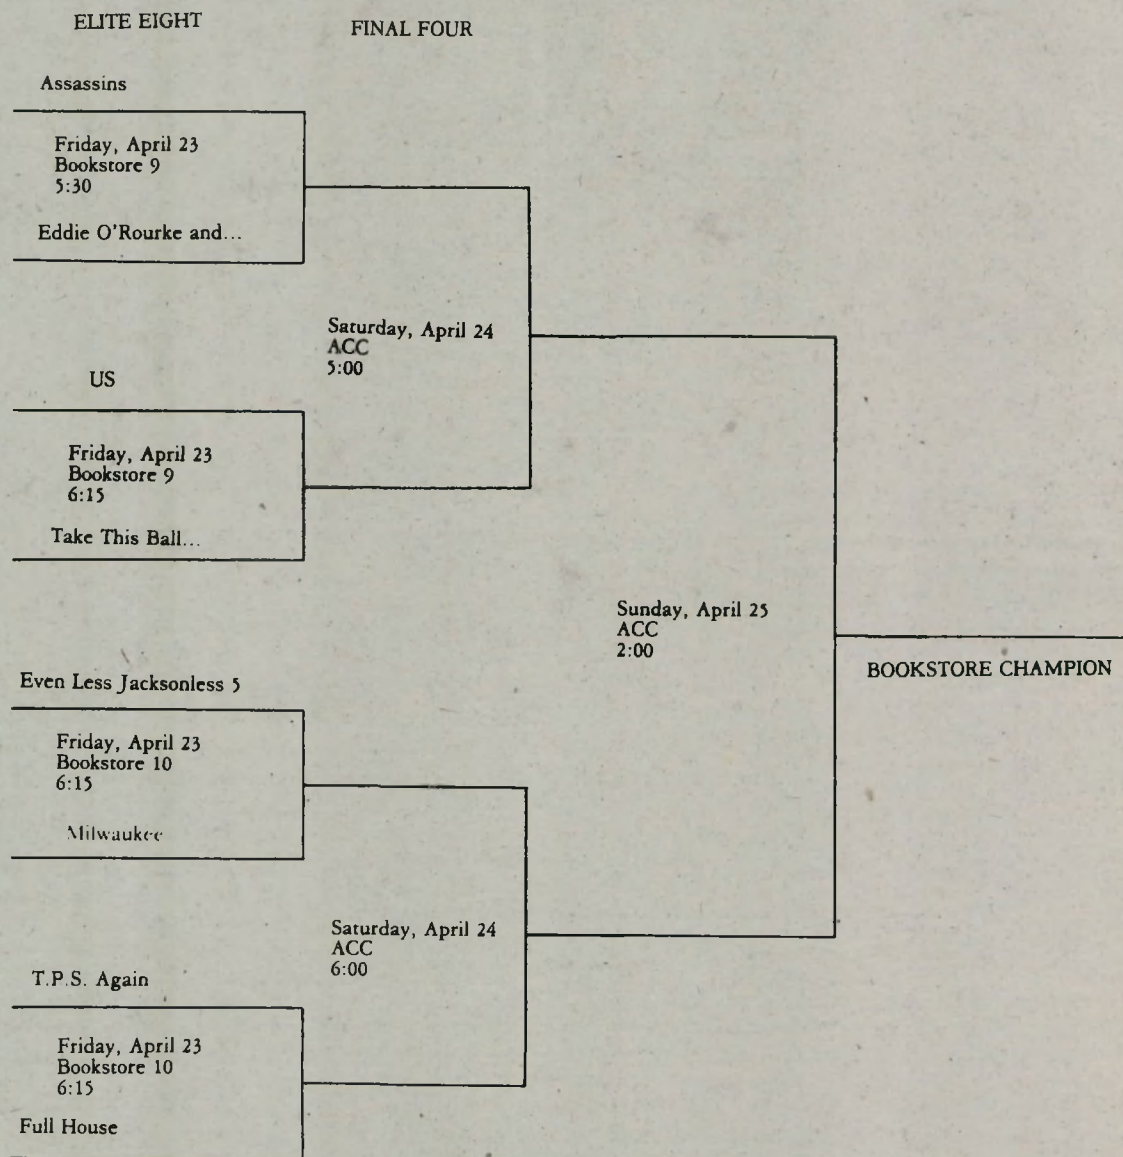 ELITE EIGHT
FINAL FOUR
Assassins
Friday, April 23
Bookstore 9
5:30
Eddie O'Rourke and...
Saturday, April 24
ACC
5:00
US
Friday, April 23
Bookstore 9
6:15
Take This Ball...
Sunday, April 25
ACC
2:00
BOOKSTORE CHAMPION
Even Less Jacksonless 5
Friday, April 23
Bookstore 10
6:15
Milwaukee
Saturday, April 24
ACC
6:00
T.P.S. Again
Friday, April 23
Bookstore 10
6:15
Full House